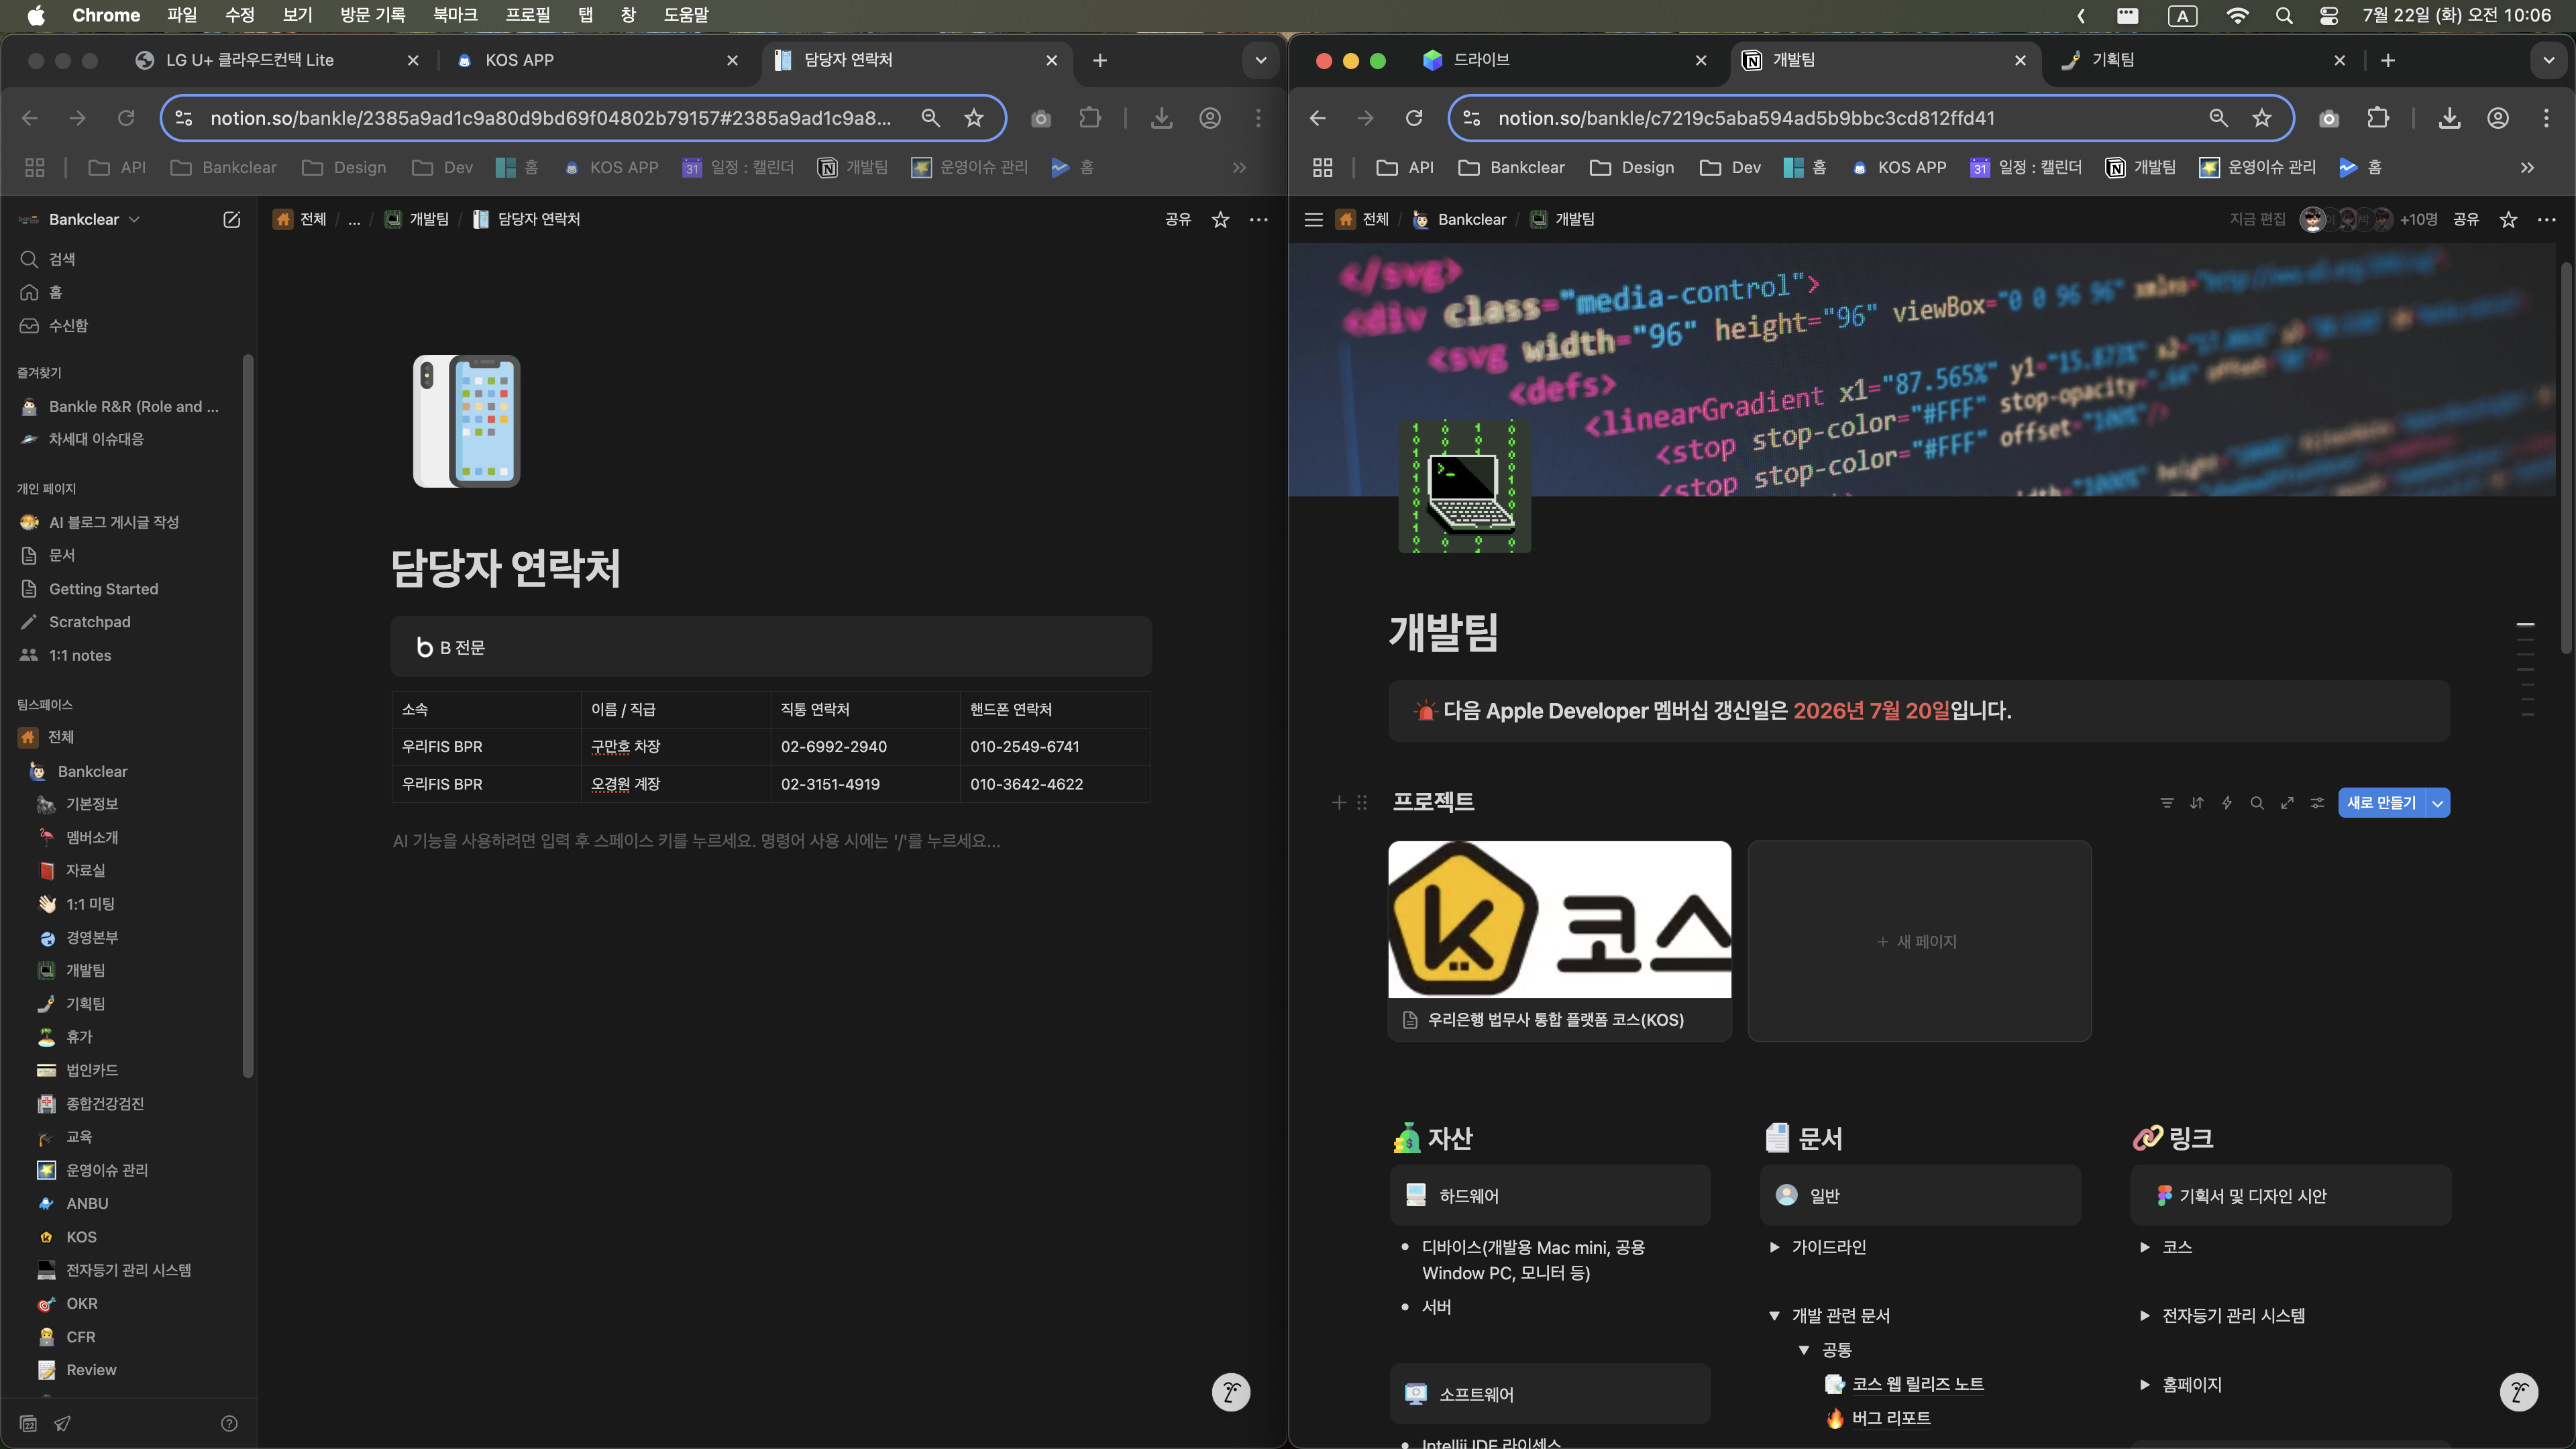 Chrome 파일 수정 보기 방문 기록 북마크 프로필 탭 창 도움말
A 7월 22일 (화) 오전 10:06
LG U+ 클라우드컨택 Lite
KOS APP
담당자 연락처
notion.so/bankle/2385a9ad1c9a80d9bd69f04802b79157#2385a9ad1c9a8...
API Bankclear Design Dev 홈 KOS APP 31 일정 : 캘린더 개발팀 운영이슈 관리 홈
Bankclear
검색
홈
수신함
즐겨찾기
Bankle R&R (Role and ...
차세대 이슈대응
개인 페이지
AI 블로그 게시글 작성
문서
Getting Started
Scratchpad
1:1 notes
팀스페이스
전체
Bankclear
기본정보
멤버소개
자료실
1:1 미팅
경영본부
개발팀
기획팀
휴가
법인카드
종합건강검진
교육
운영이슈 관리
ANBU
KOS
전자등기 관리 시스템
OKR
CFR
Review
22
전체 / ... / 개발팀 / 담당자 연락처
공유
담당자 연락처
b B 전문
소속 이름 / 직급 직통 연락처 핸드폰 연락처
우리FIS BPR 구만호 차장 02-6992-2940 010-2549-6741
우리FIS BPR 오경원 계장 02-3151-4919 010-3642-4622
AI 기능을 사용하려면 입력 후 스페이스 키를 누르세요. 명령어 사용 시에는 '/'를 누르세요...
드라이브
개발팀
기획팀
notion.so/bankle/c7219c5aba594ad5b9bbc3cd812ffd41
API Bankclear Design Dev 홈 KOS APP 31 일정 : 캘린더 개발팀 운영이슈 관리 홈
전체 / Bankclear / 개발팀
지금 편집 +10명 공유
</svg>
<div class="media-control">
<svg width="96" height="96" viewBox="0 0 96 96"
<defs>
<linearGradient x1="87.565%" y1="15.873%"
<stop stop-color="#FFF" stop-opacity=
<stop stop-color="#FFF" offset="100%"/>
<stop
개발팀
다음 Apple Developer 멤버십 갱신일은 2026년 7월 20일입니다.
프로젝트
새로 만들기
코스
우리은행 법무사 통합 플랫폼 코스(KOS)
+ 새 페이지
자산
하드웨어
• 디바이스(개발용 Mac mini, 공용
Window PC, 모니터 등)
• 서버
소프트웨어
• Intellij IDE 라이센스
문서
일반
가이드라인
개발 관련 문서
공통
코스 웹 릴리즈 노트
버그 리포트
링크
기획서 및 디자인 시안
코스
전자등기 관리 시스템
홈페이지